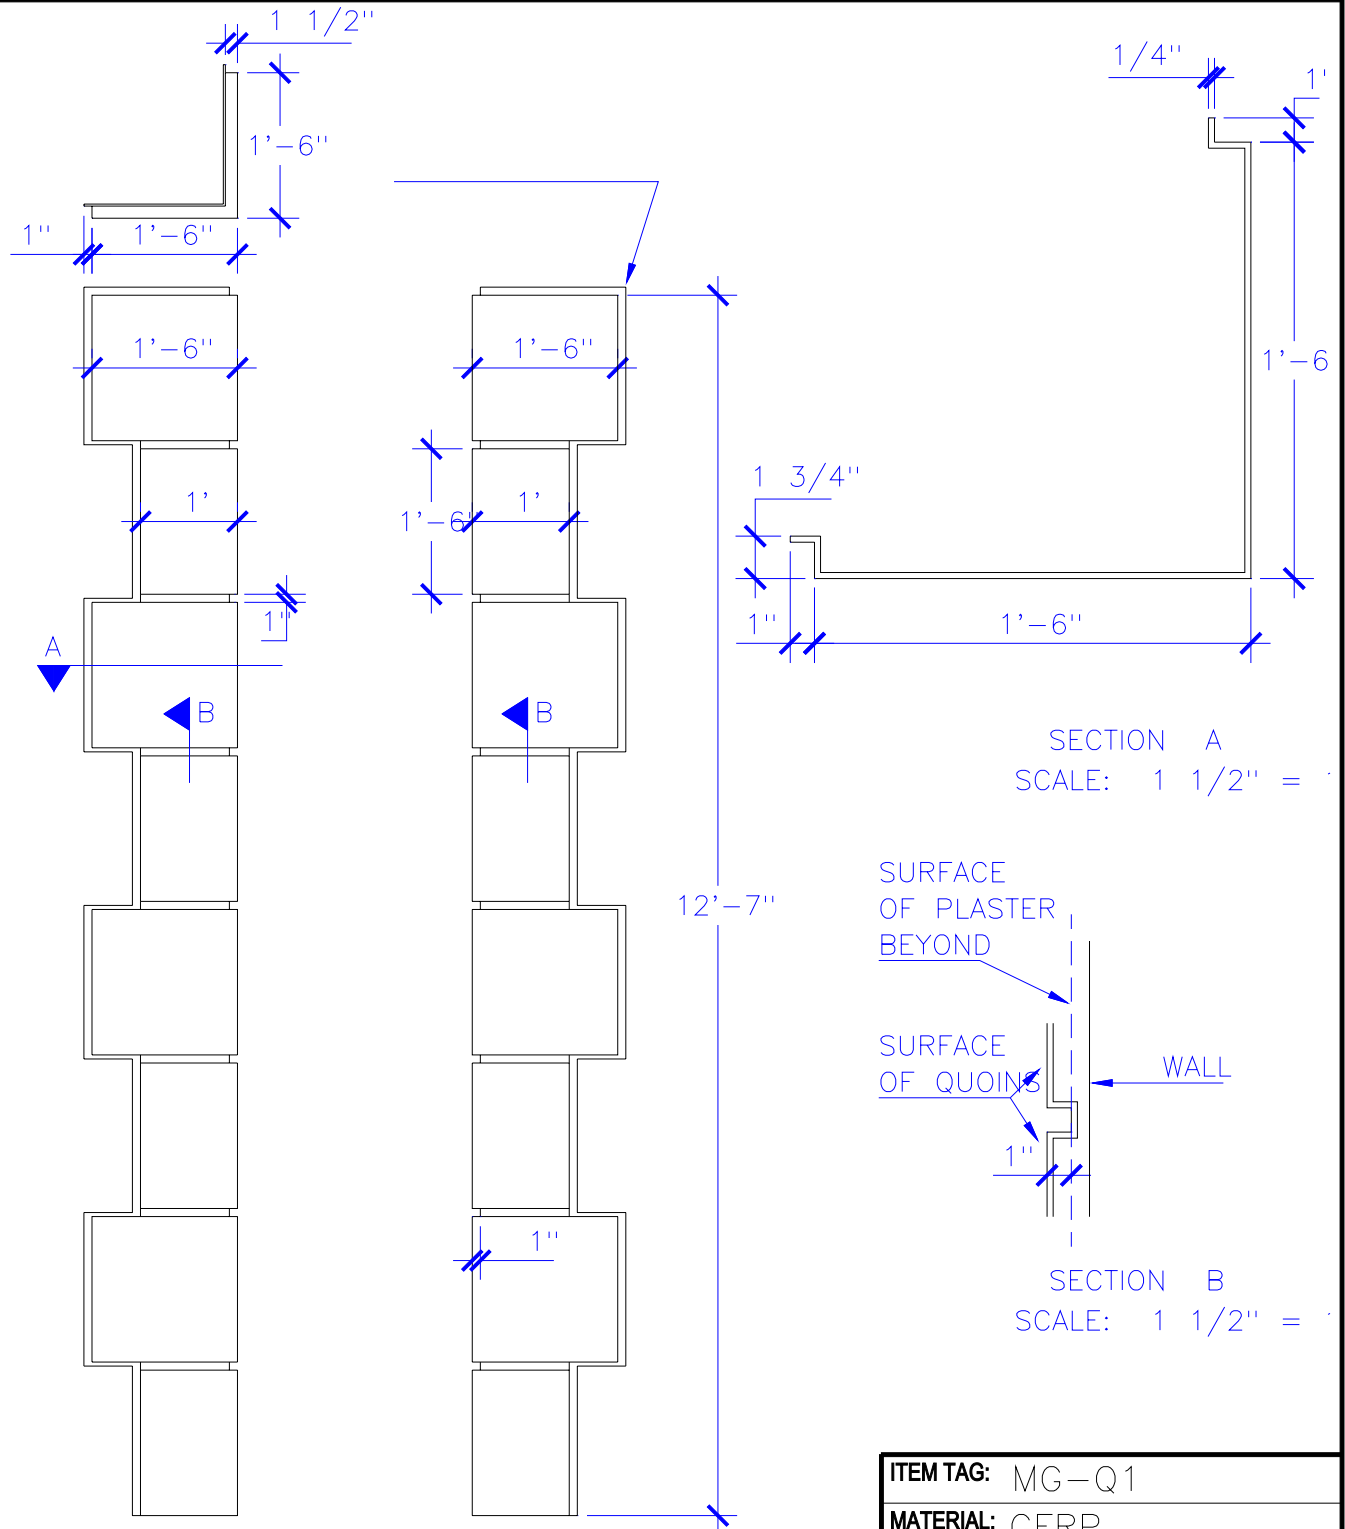 1 1/2"
1'-6"
1"
1'-6"
1/4"
1"
1'-6
1'-6"
1'-6"
1'
1'-6"
1'
1"
A
B
B
12'-7"
1"
1 3/4"
1"
1'-6"
SECTION A
SCALE: 1 1/2" =
SURFACE
OF PLASTER
BEYOND
SURFACE
OF QUOINS
WALL
1"
SECTION B
SCALE: 1 1/2" =
ITEM TAG: MG-Q1
MATERIAL: CFRP